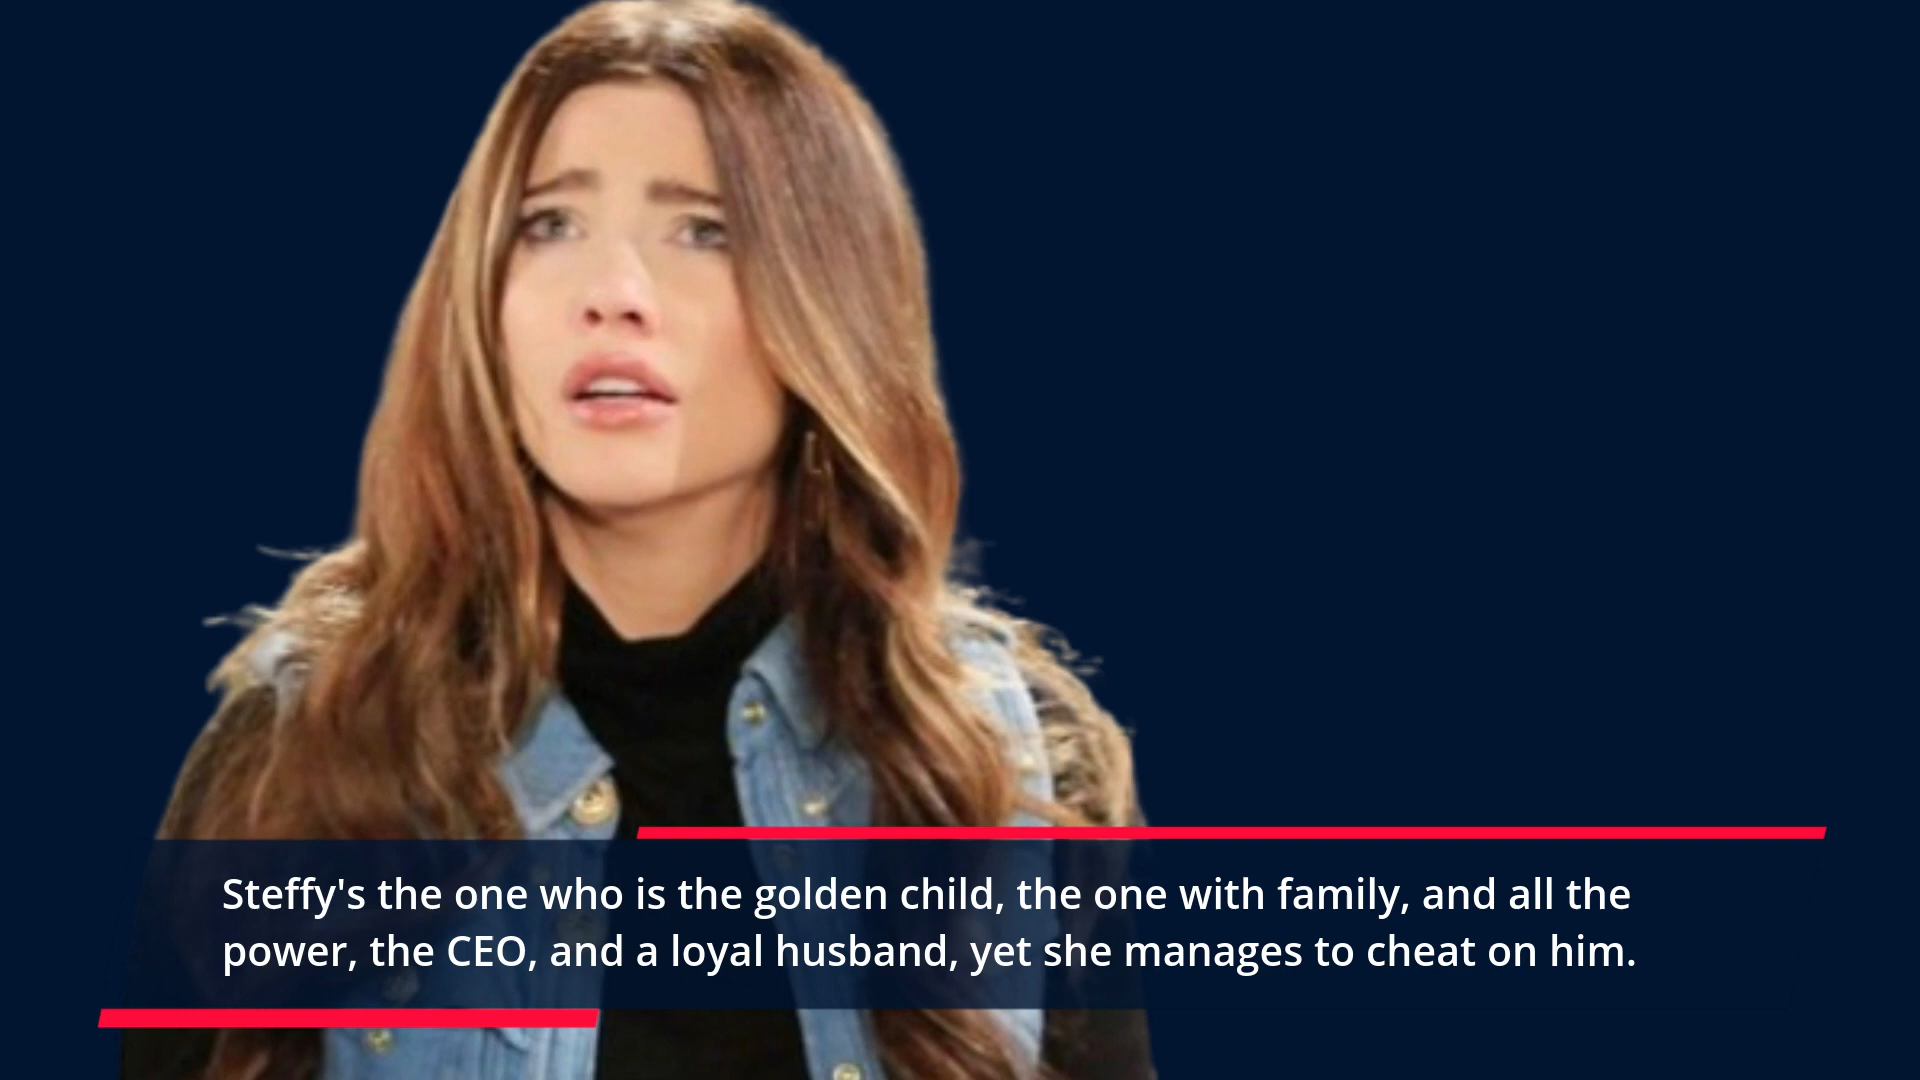 Steffy's the one who is the golden child, the one with family, and all the
power, the CEO, and a loyal husband, yet she manages to cheat on him.